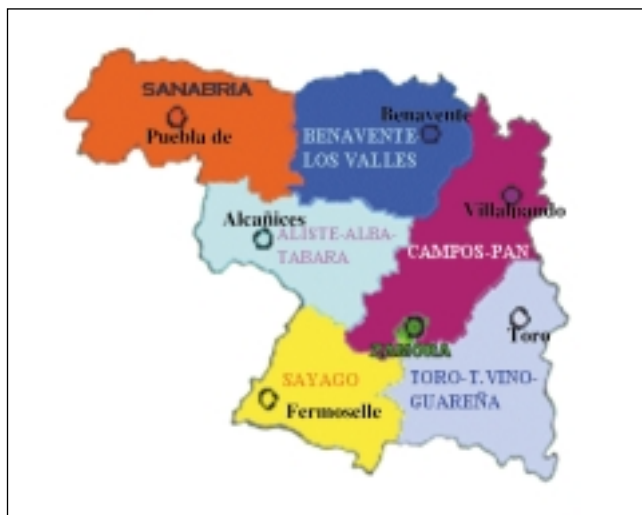 SANABRIA
Puebla de
Benavente
BENAVENTE-
LOS VALLES
Villalpando
Alcañices
ALISTE-ALBA-
TABARA
CAMPOS-PAN
Toro
ZAMORA
SAYAGO
Fermoselle
TORO-T.VINO-
GUAREÑA